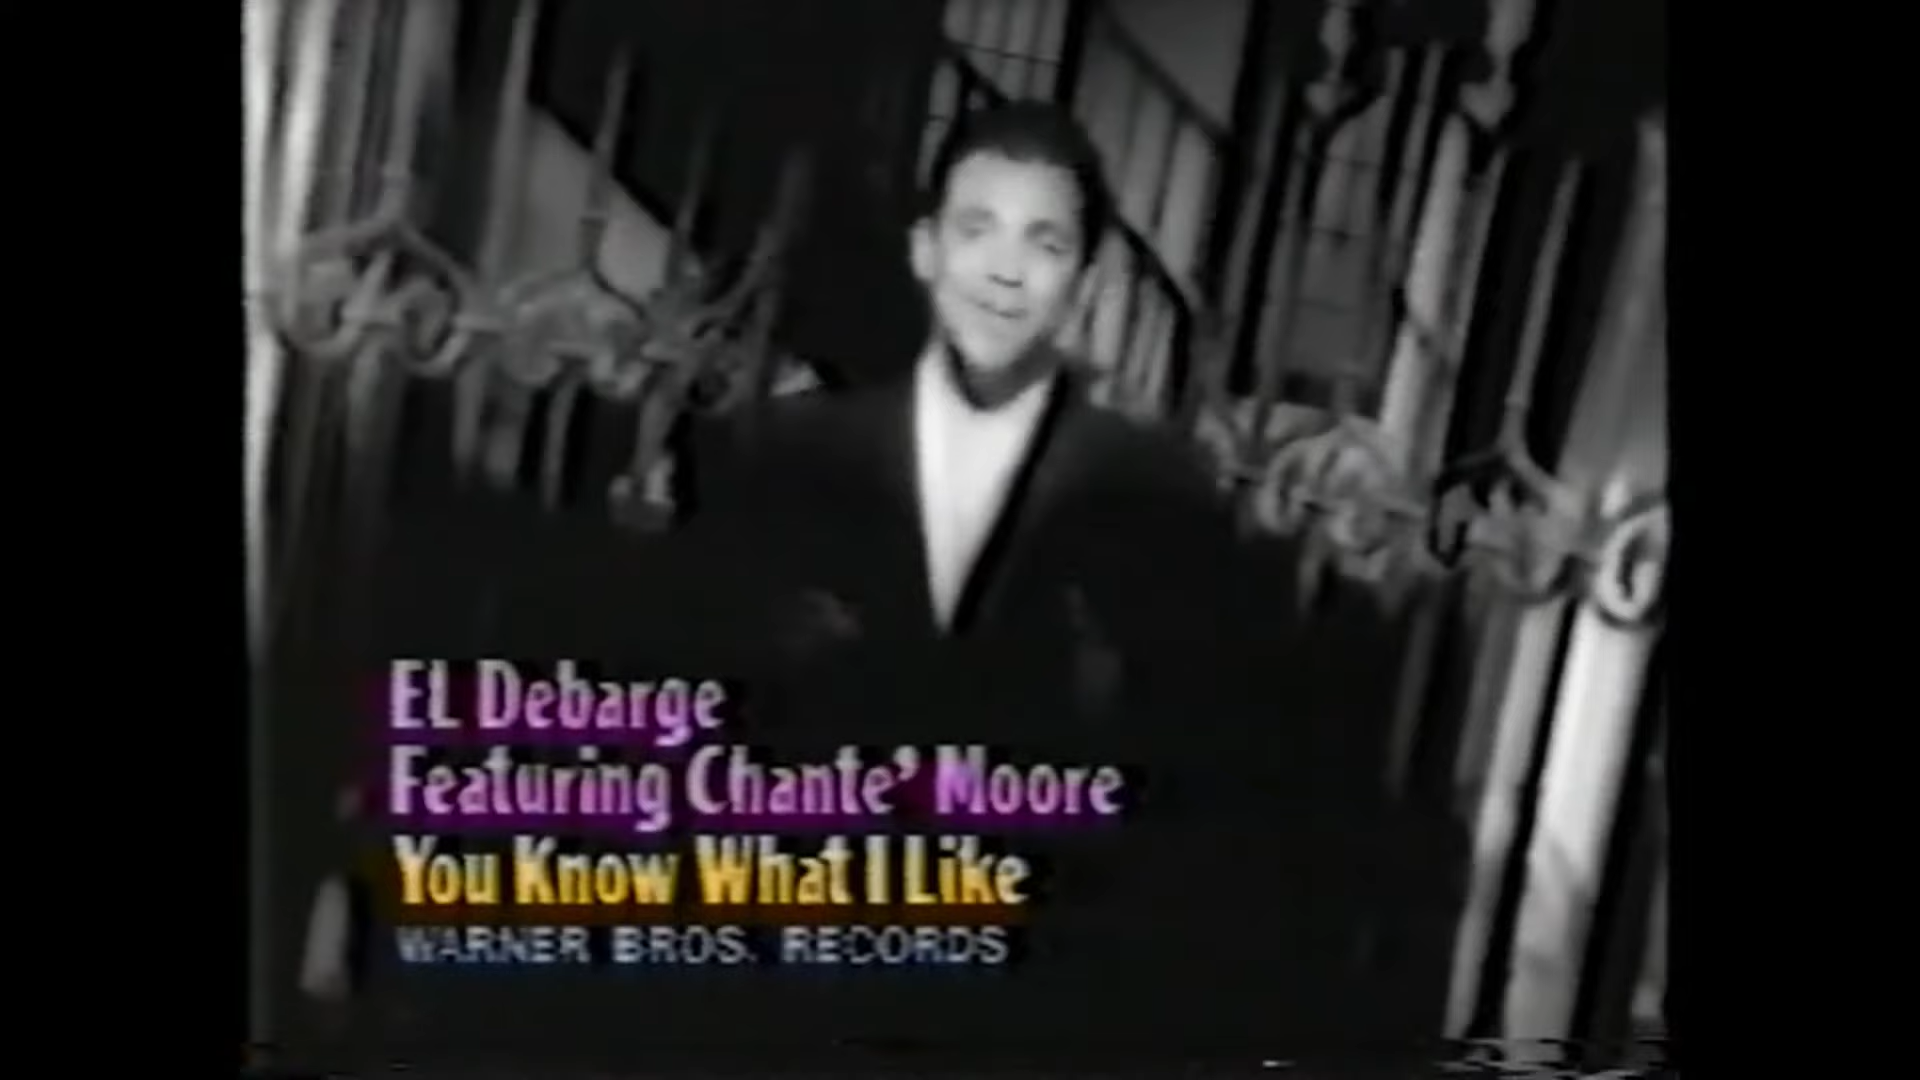 EL Debarge
Featuring Chante' Moore
You Know What I Like
WARNER BROS. RECORDS